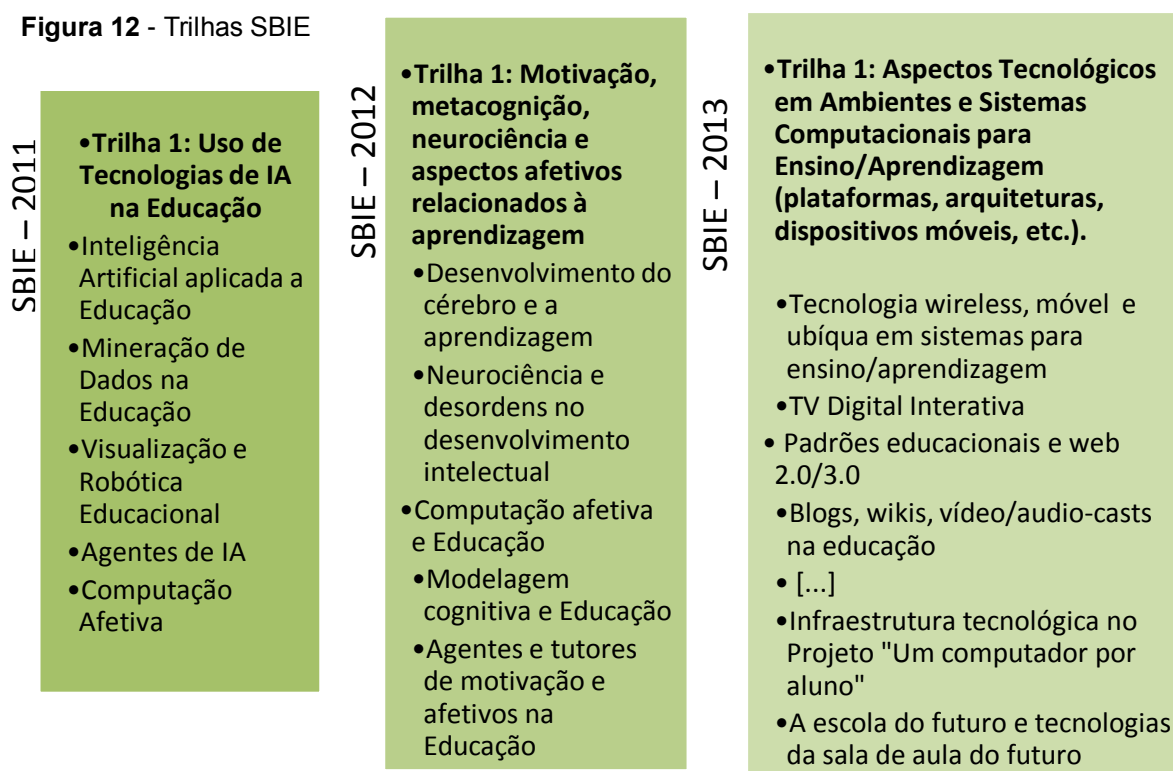 Figura 12 - Trilhas SBIE
SBIE – 2011
•Trilha 1: Uso de
Tecnologias de IA
na Educação
•Inteligência
Artificial aplicada a
Educação
•Mineração de
Dados na
Educação
•Visualização e
Robótica
Educacional
•Agentes de IA
•Computação
Afetiva
SBIE – 2012
•Trilha 1: Motivação,
metacognição,
neurociência e
aspectos afetivos
relacionados à
aprendizagem
•Desenvolvimento do
cérebro e a
aprendizagem
•Neurociência e
desordens no
desenvolvimento
intelectual
•Computação afetiva
e Educação
•Modelagem
cognitiva e Educação
•Agentes e tutores
de motivação e
afetivos na
Educação
SBIE – 2013
•Trilha 1: Aspectos Tecnológicos
em Ambientes e Sistemas
Computacionais para
Ensino/Aprendizagem
(plataformas, arquiteturas,
dispositivos móveis, etc.).
•Tecnologia wireless, móvel e
ubíqua em sistemas para
ensino/aprendizagem
•TV Digital Interativa
• Padrões educacionais e web
2.0/3.0
•Blogs, wikis, vídeo/audio-casts
na educação
• [...]
•Infraestrutura tecnológica no
Projeto "Um computador por
aluno"
•A escola do futuro e tecnologias
da sala de aula do futuro